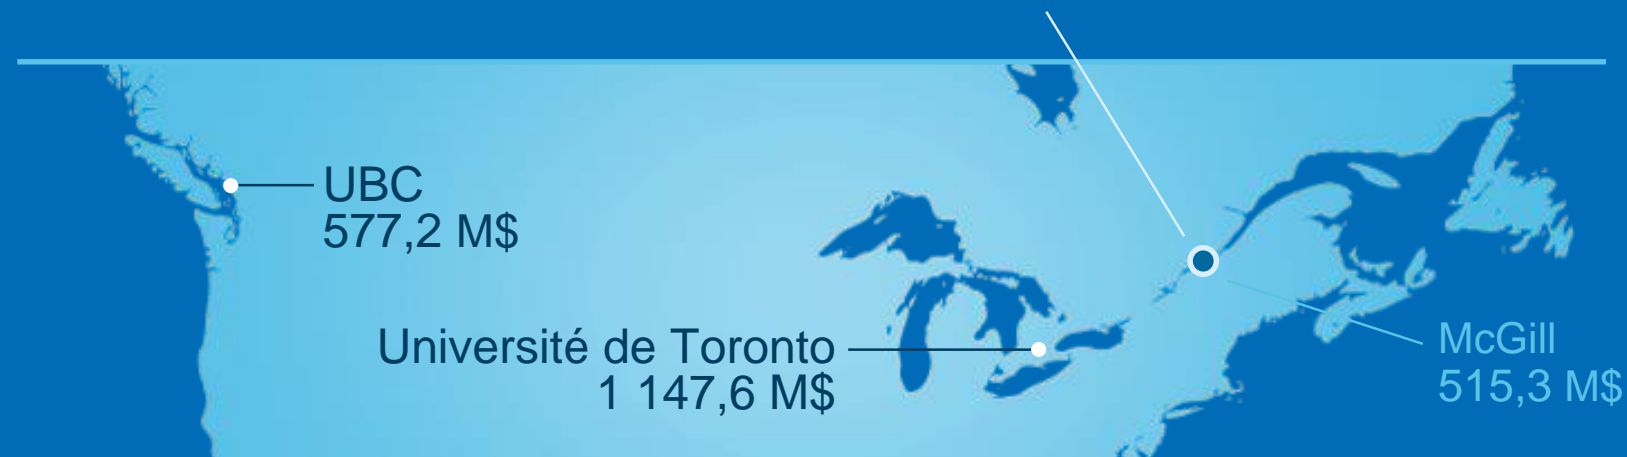 UBC
577,2 M$
Université de Toronto
1 147,6 M$
McGill
515,3 M$